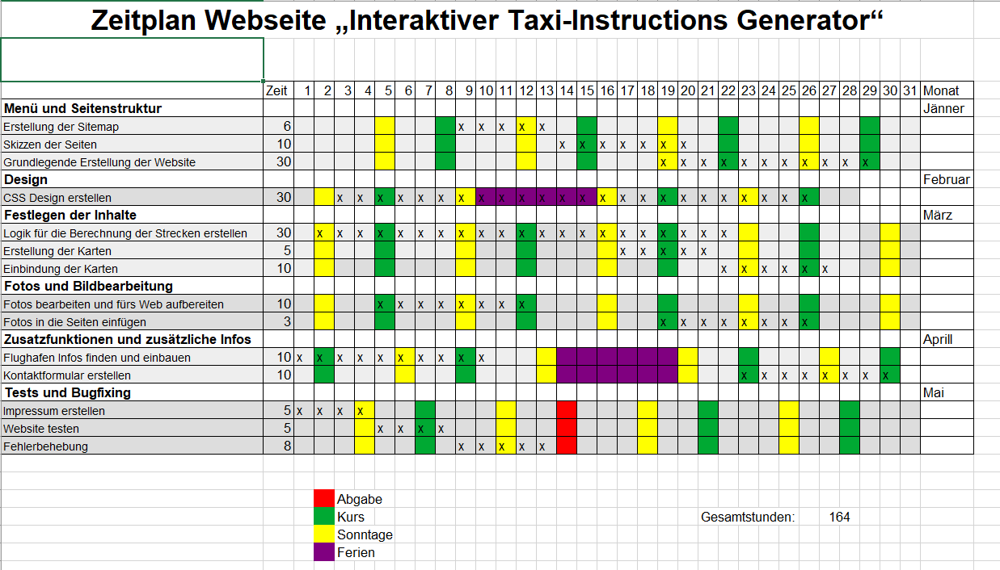 Zeitplan Webseite „Interaktiver Taxi-Instructions Generator“
Zeit 1 2 3 4 5 6 7 8 9 10 11 12 13 14 15 16 17 18 19 20 21 22 23 24 25 26 27 28 29 30 31 Monat
Menü und Seitenstruktur Jänner
Erstellung der Sitemap 6 x x x x x
Skizzen der Seiten 10 x x x x x x x
Grundlegende Erstellung der Website 30 x x x x x x x x x x x
Design Februar
CSS Design erstellen 30 x x x x x x x x x x x x x x x x x x x x x x x x
Festlegen der Inhalte März
Logik für die Berechnung der Strecken erstellen 30 x x x x x x x x x x x x x x x x x x x x x
Erstellung der Karten 5 x x x x x
Einbindung der Karten 10 x x x x x x
Fotos und Bildbearbeitung
Fotos bearbeiten und fürs Web aufbereiten 10 x x x x x x x x
Fotos in die Seiten einfügen 3 x x x x x x x x
Zusatzfunktionen und zusätzliche Infos Aprill
Flughafen Infos finden und einbauen 10 x x x x x x x x x x
Kontaktformular erstellen 10 x x x x x x x x
Tests und Bugfixing Mai
Impressum erstellen 5 x x x x
Website testen 5 x x x x
Fehlerbehebung 8 x x x x x
Abgabe
Kurs Gesamtstunden: 164
Sonntage
Ferien